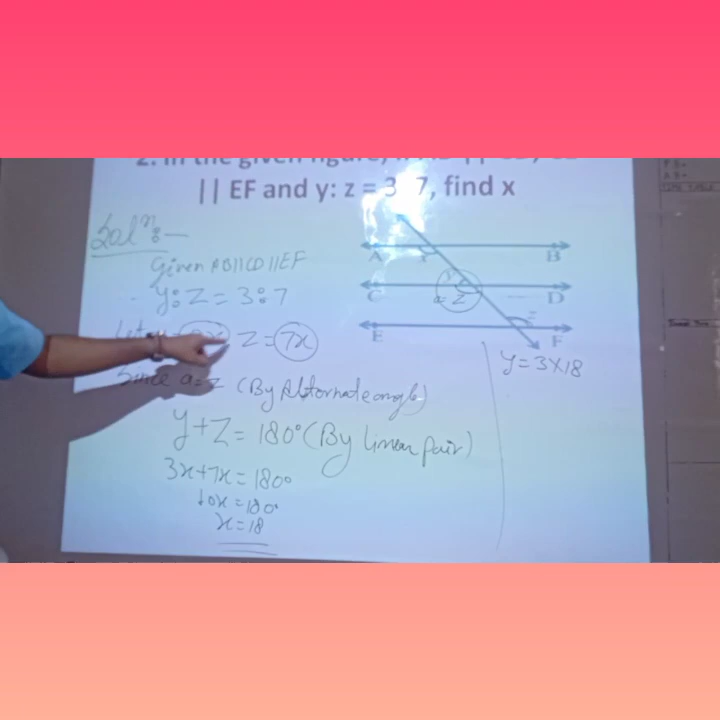 || EF and y: z = 3 7, find x
Solⁿ:-
Given AB||CD||EF
y:z = 3:7
z = 7x
Since a=z (By Alternate angle)
y+z = 180° (By linear pair)
3x+7x = 180°
10x = 180°
x = 18
A B
x
y
C D
a z
z
E F
y = 3×18